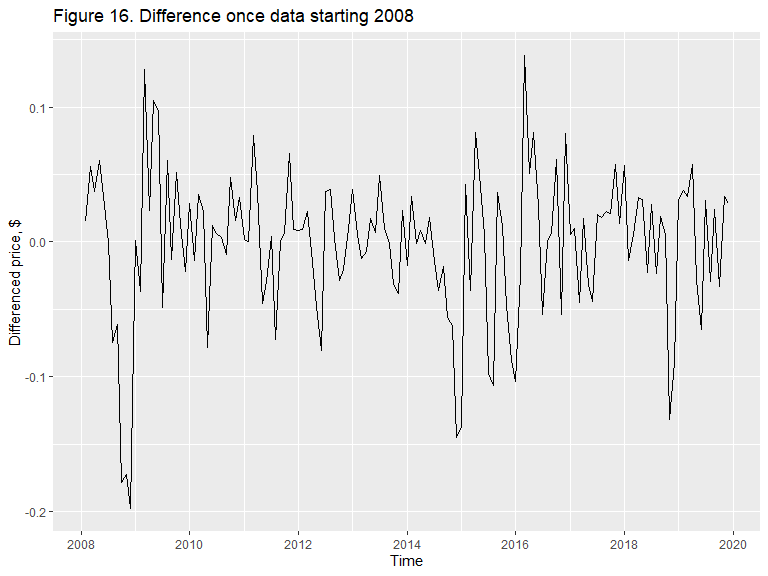 Figure 16. Difference once data starting 2008
Differenced price, $
0.1
0.0
-0.1
-0.2
2008 2010 2012 2014 2016 2018 2020
Time